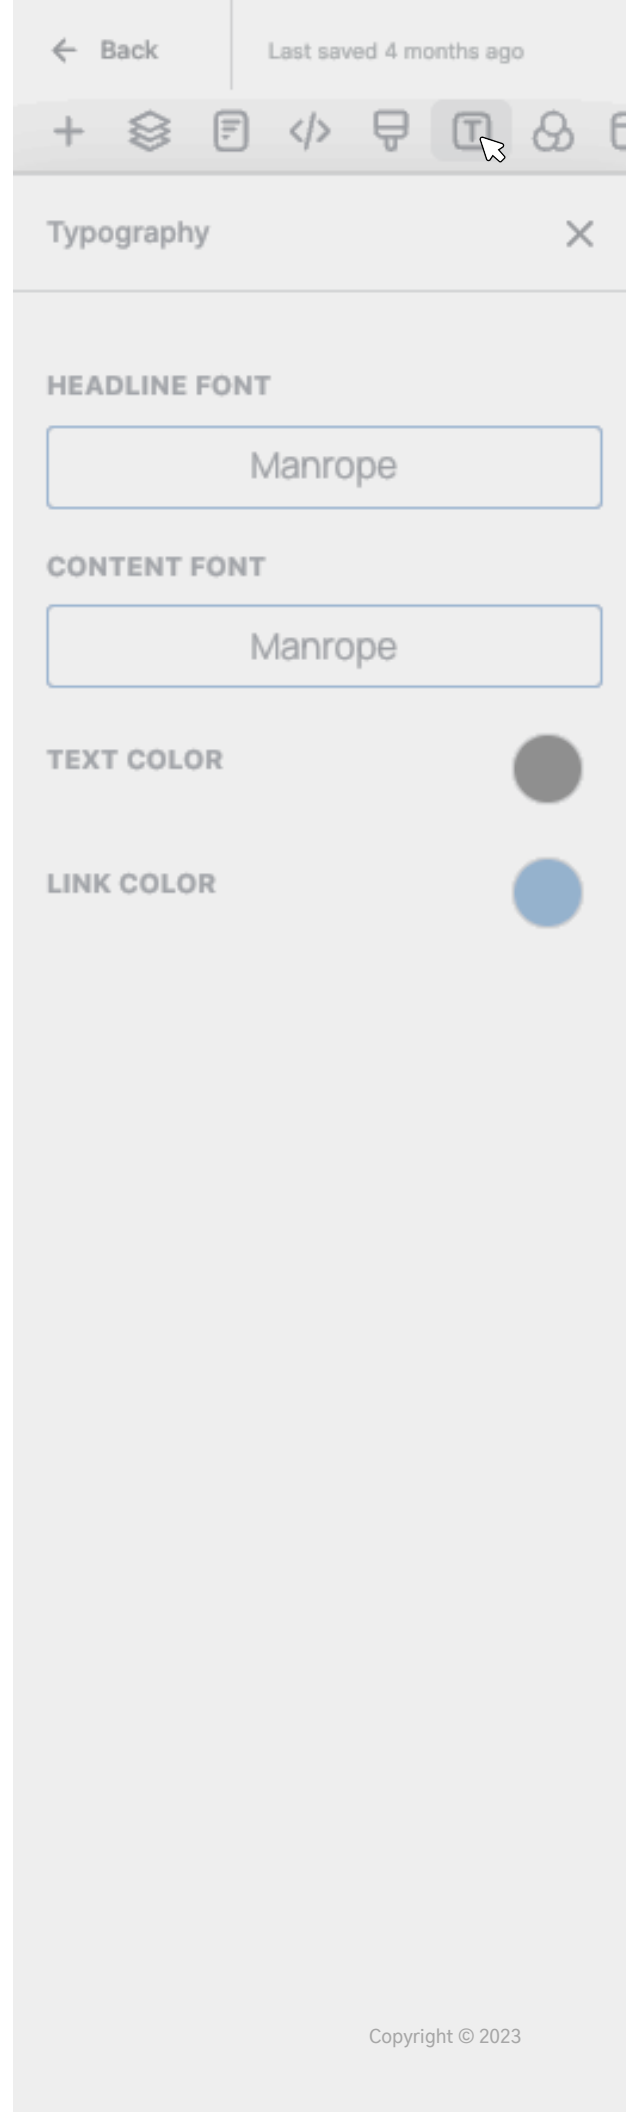 Back
Last saved 4 months ago
Typography
HEADLINE FONT
Manrope
CONTENT FONT
Manrope
TEXT COLOR
LINK COLOR
Copyright © 2023